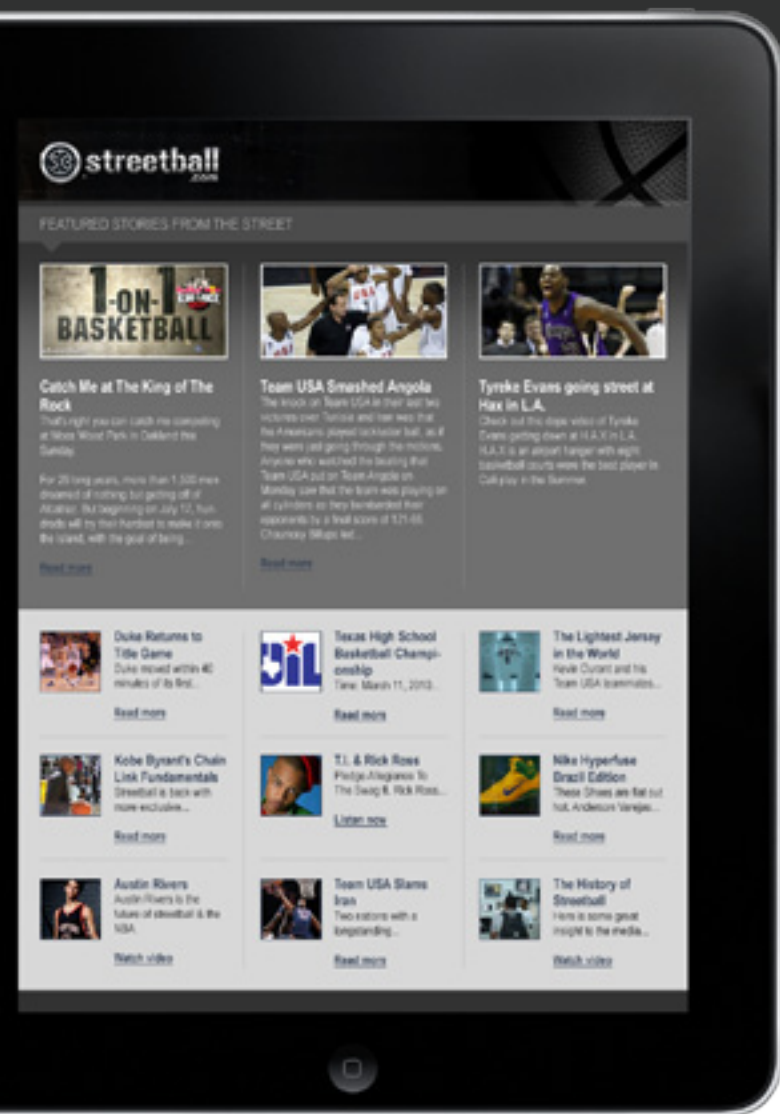 streetball
.com
FEATURED STORIES FROM THE STREET
1-ON-1
BASKETBALL
Catch Me at The King of The
Rock
That's right you can catch me competing
at Moss Wood Park in Oakland this
Sunday.
For 29 long years, more than 1,500 men
dreamed of nothing but getting off of
Alcatraz. But beginning on July 17, hun-
dreds will try their hardest to make it onto
the island, with the goal of being...
Read more
USA
Team USA Smashed Angola
The knock on Team USA in their last two
victories over Tunisia and Iran was that
the Americans played lackluster ball, as if
they were just going through the motions.
Anyone who watched the beating that
Team USA put on Team Angola on
Monday saw that the team was playing on
all cylinders as they bombarded their
opponents by a final score of 121-66.
Chauncey Billups led...
Read more
Tyreke Evans going street at
Hax in L.A.
Check out the dope video of Tyreke
Evans getting down at H.A.X in L.A.
H.A.X is an airport hanger with eight
basketball courts were the best player in
Cali play in the Summer.
Duke Returns to
Title Game
Duke moved within 40
minutes of its first...
Read more
UIL
Texas High School
Basketball Champi-
onship
Time: March 11, 2010...
Read more
The Lightest Jersey
in the World
Kevin Durant and his
Team USA teammates...
Read more
Kobe Byrant's Chain
Link Fundamentals
Streetball is back with
more exclusive...
Read more
T.I. & Rick Ross
Pledge Allegiance To
The Swag ft. Rick Ross...
Listen now
Nike Hyperfuse
Brazil Edition
These Shoes are flat out
hot. Anderson Varejao...
Read more
Austin Rivers
Austin Rivers is the
future of streetball & the
NBA.
Watch video
Team USA Slams
Iran
Two nations with a
longstanding...
Read more
The History of
Streetball
Here is some great
insight to the media...
Watch video